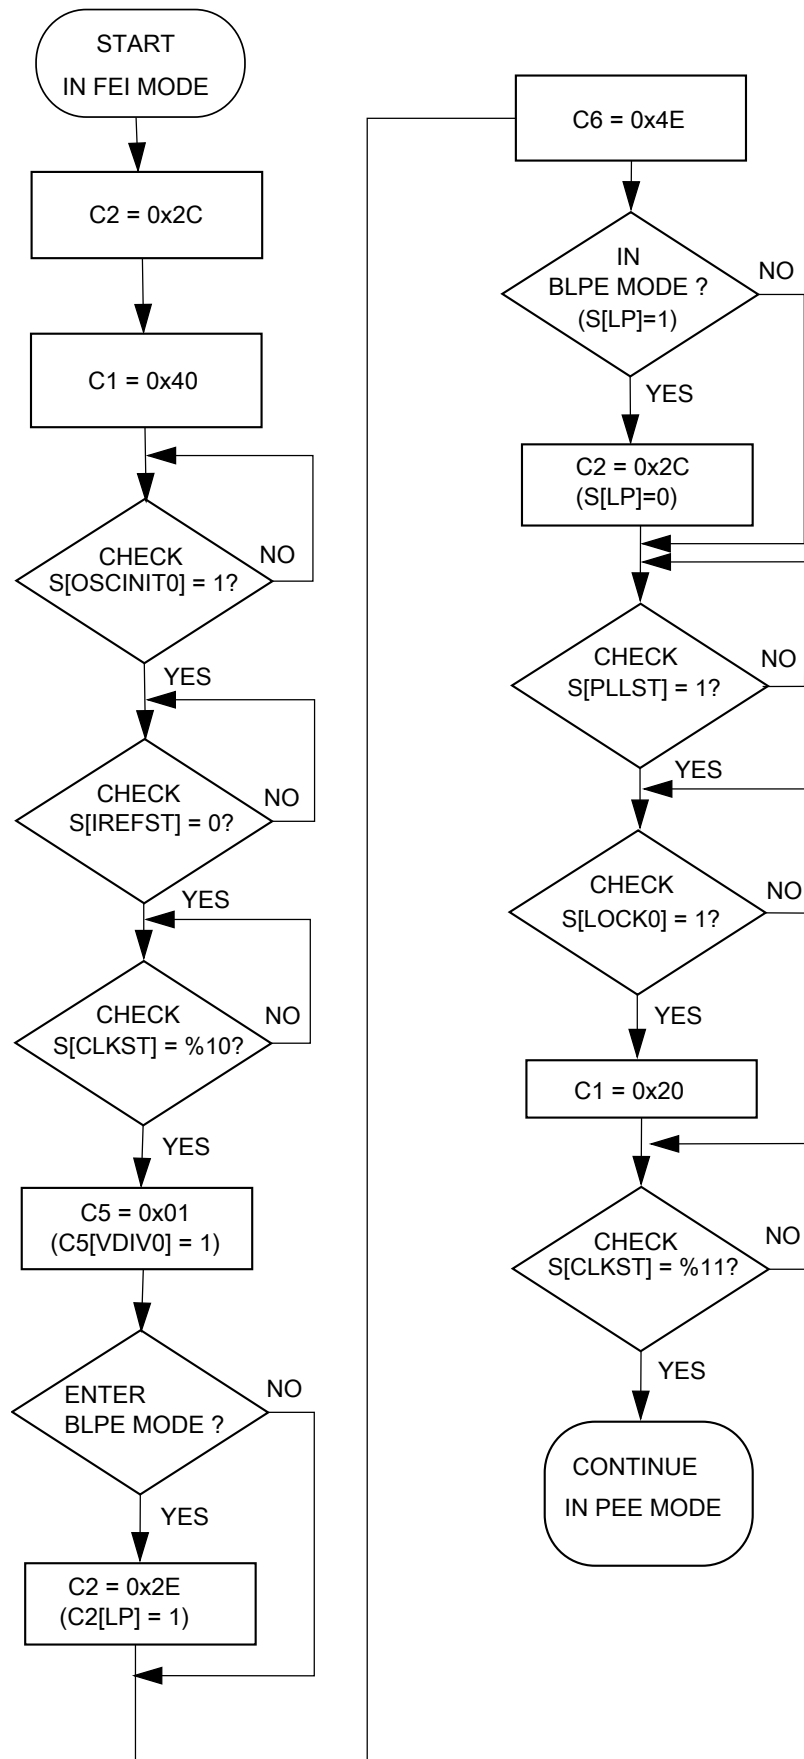 START
IN FEI MODE
C2 = 0x2C
C1 = 0x40
CHECK
S[OSCINIT0] = 1?
NO
YES
CHECK
S[IREFST] = 0?
NO
YES
CHECK
S[CLKST] = %10?
NO
YES
C5 = 0x01
(C5[VDIV0] = 1)
ENTER
BLPE MODE ?
NO
YES
C2 = 0x2E
(C2[LP] = 1)
C6 = 0x4E
IN
BLPE MODE ?
(S[LP]=1)
NO
YES
C2 = 0x2C
(S[LP]=0)
CHECK
S[PLLST] = 1?
NO
YES
CHECK
S[LOCK0] = 1?
NO
YES
C1 = 0x20
CHECK
S[CLKST] = %11?
NO
YES
CONTINUE
IN PEE MODE